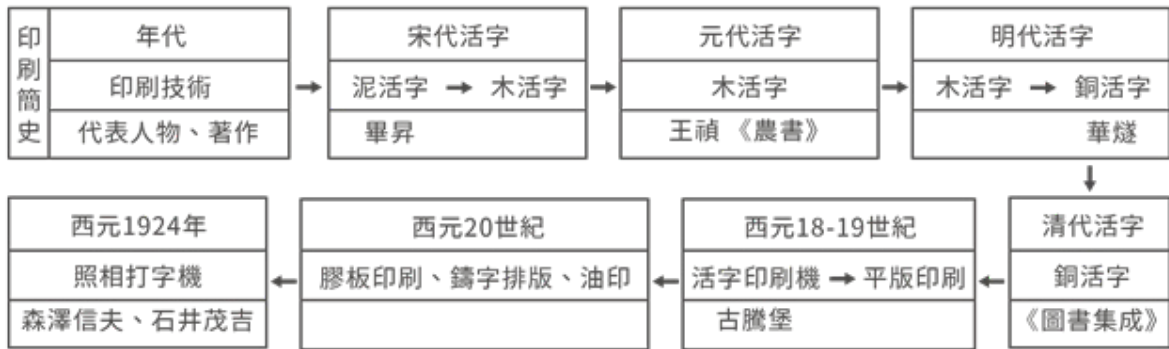 印刷簡史
年代
印刷技術
代表人物、著作
宋代活字
泥活字 → 木活字
畢昇
元代活字
木活字
王禎《農書》
明代活字
木活字 → 銅活字
華燧
清代活字
銅活字
《圖書集成》
西元18-19世紀
活字印刷機 → 平版印刷
古騰堡
西元20世紀
膠板印刷、鑄字排版、油印
西元1924年
照相打字機
森澤信夫、石井茂吉